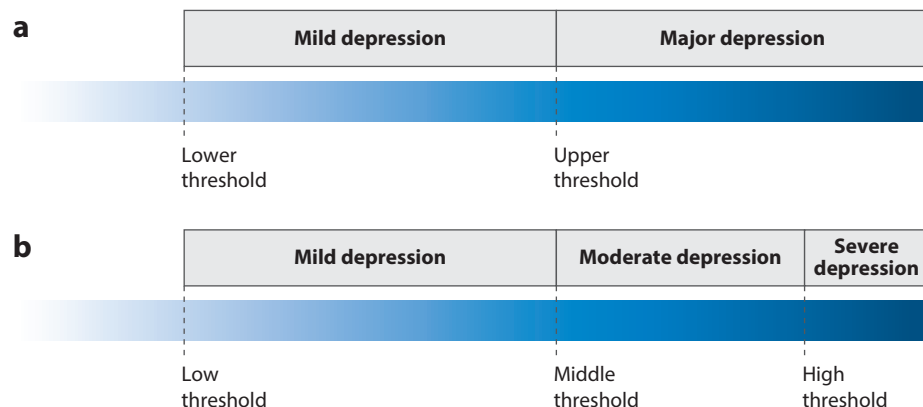 a
Mild depression
Major depression
Lower
threshold
Upper
threshold
b
Mild depression
Moderate depression
Severe
depression
Low
threshold
Middle
threshold
High
threshold